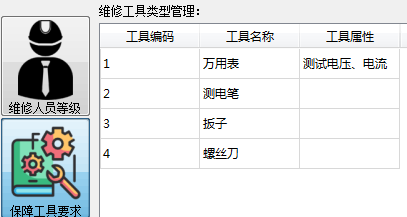 维修工具类型管理：
工具编码 工具名称 工具属性
1 万用表 测试电压、电流
2 测电笔
3 扳子
4 螺丝刀
维修人员等级
保障工具要求